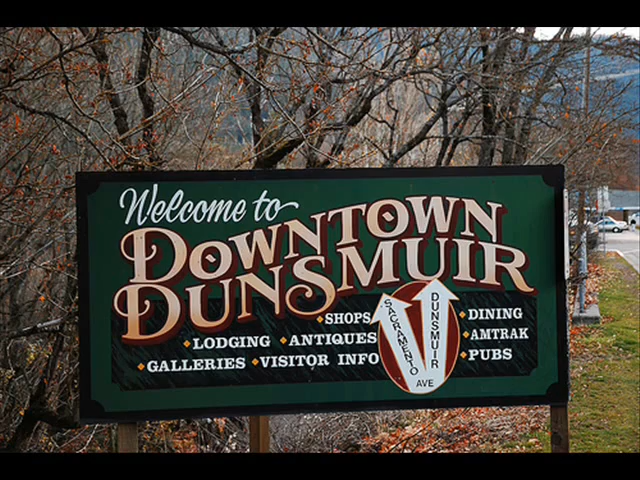 Welcome to
DOWNTOWN
DUNSMUIR
SHOPS
LODGING ANTIQUES
GALLERIES VISITOR INFO
SACRAMENTO
DUNSMUIR
AVE
DINING
AMTRAK
PUBS